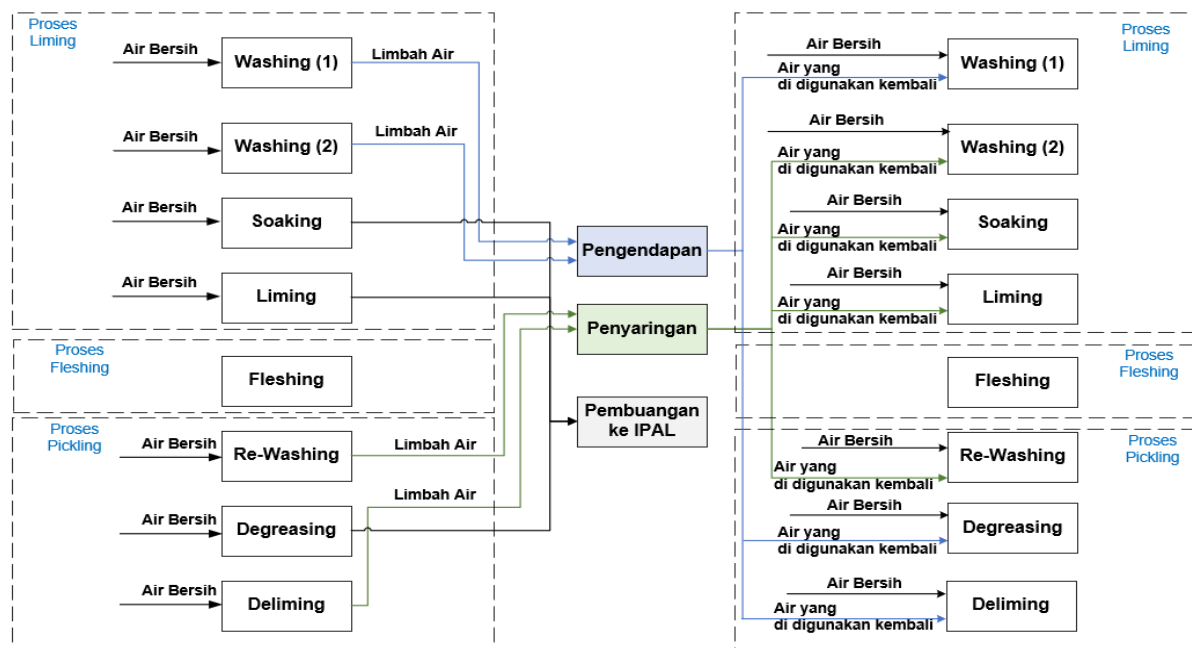 Proses
Liming
Air Bersih
Washing (1)
Limbah Air
Air Bersih
Washing (2)
Limbah Air
Air Bersih
Soaking
Air Bersih
Liming
Proses
Fleshing
Fleshing
Proses
Pickling
Air Bersih
Re-Washing
Limbah Air
Air Bersih
Degreasing
Limbah Air
Air Bersih
Deliming
Pengendapan
Penyaringan
Pembuangan
ke IPAL
Proses
Liming
Air Bersih
Air yang
di digunakan kembali
Washing (1)
Air Bersih
Air yang
di digunakan kembali
Washing (2)
Air Bersih
Air yang
di digunakan kembali
Soaking
Air Bersih
Air yang
di digunakan kembali
Liming
Proses
Fleshing
Fleshing
Proses
Pickling
Air Bersih
Air yang
di digunakan kembali
Re-Washing
Air Bersih
Air yang
di digunakan kembali
Degreasing
Air Bersih
Air yang
di digunakan kembali
Deliming